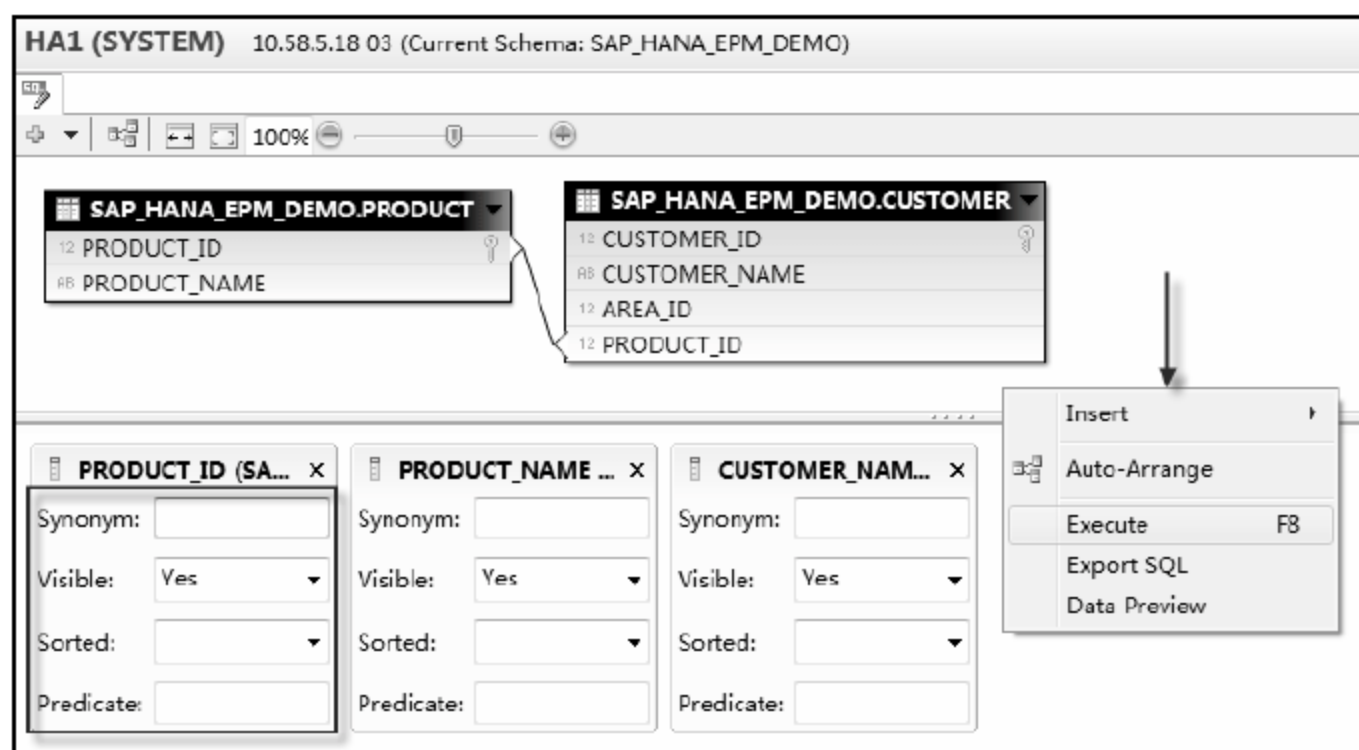 HA1 (SYSTEM) 10.58.5.18 03 (Current Schema: SAP_HANA_EPM_DEMO)
SQL
100%
SAP_HANA_EPM_DEMO.PRODUCT
12 PRODUCT_ID
AB PRODUCT_NAME
SAP_HANA_EPM_DEMO.CUSTOMER
12 CUSTOMER_ID
AB CUSTOMER_NAME
12 AREA_ID
12 PRODUCT_ID
Insert
Auto-Arrange
Execute F8
Export SQL
Data Preview
PRODUCT_ID (SA... ×
Synonym:
Visible: Yes
Sorted:
Predicate:
PRODUCT_NAME ... ×
Synonym:
Visible: Yes
Sorted:
Predicate:
CUSTOMER_NAM... ×
Synonym:
Visible: Yes
Sorted:
Predicate: